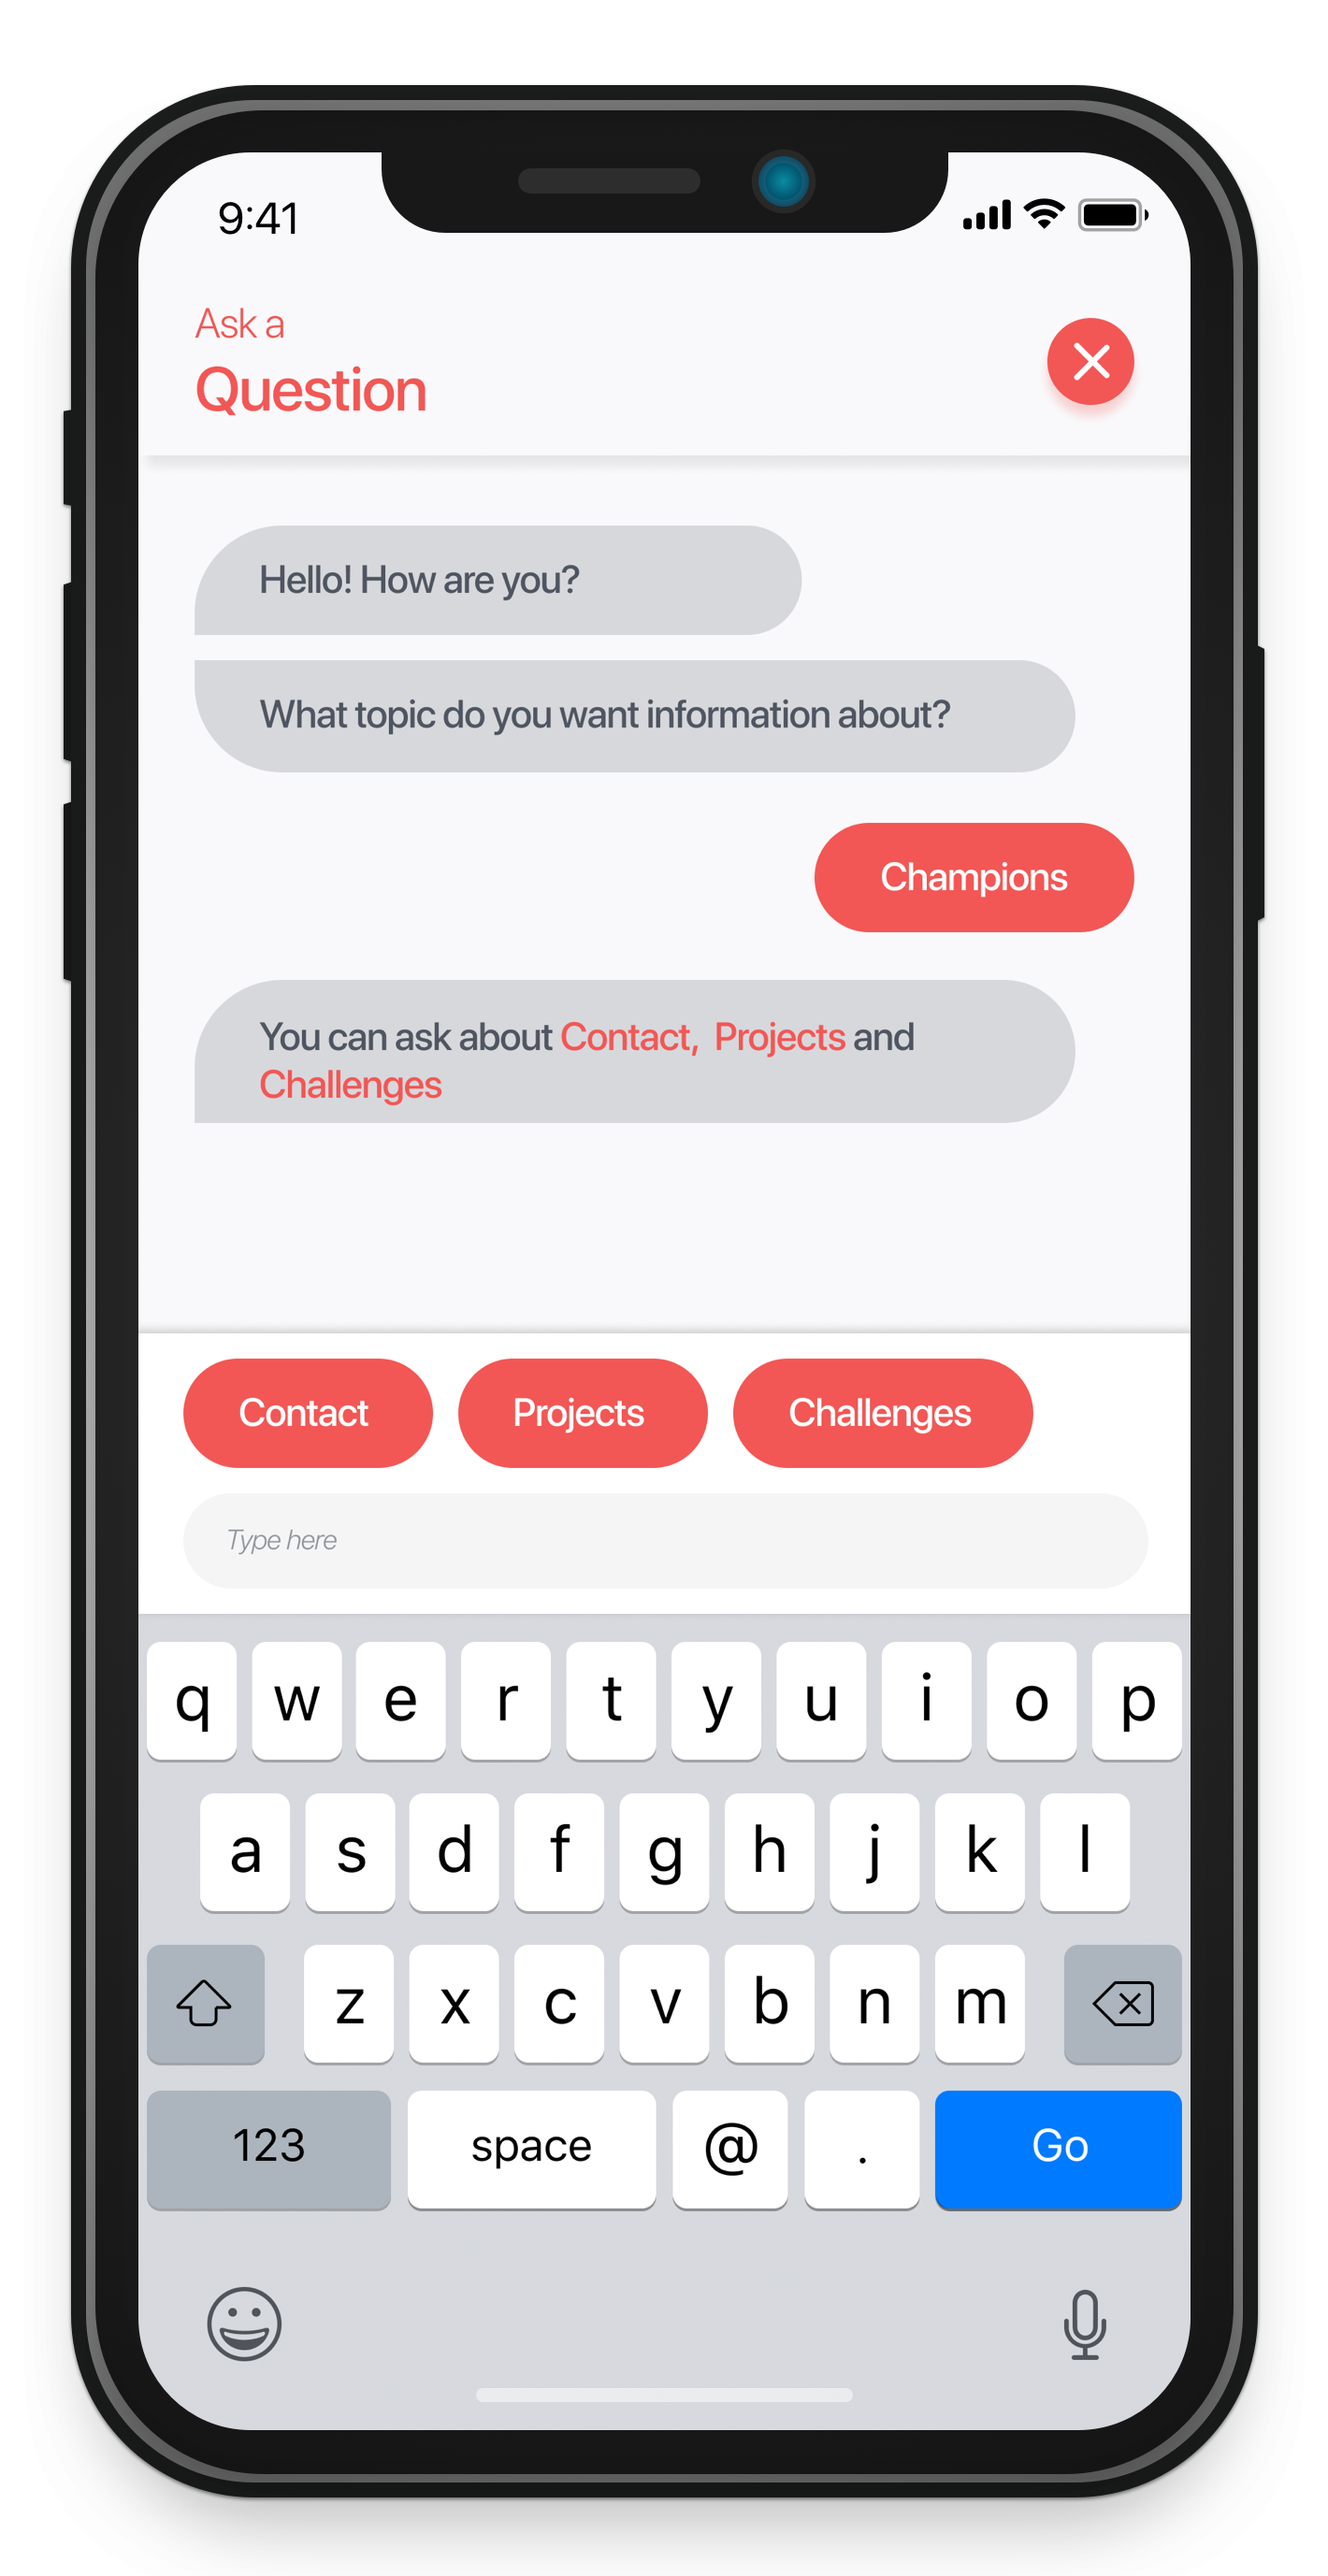 9:41
Ask a
Question
Hello! How are you?
What topic do you want information about?
Champions
You can ask about Contact,  Projects and
Challenges
Contact Projects Challenges
Type here
q w e r t y u i o p
a s d f g h j k l
z x c v b n m
123 space @ . Go